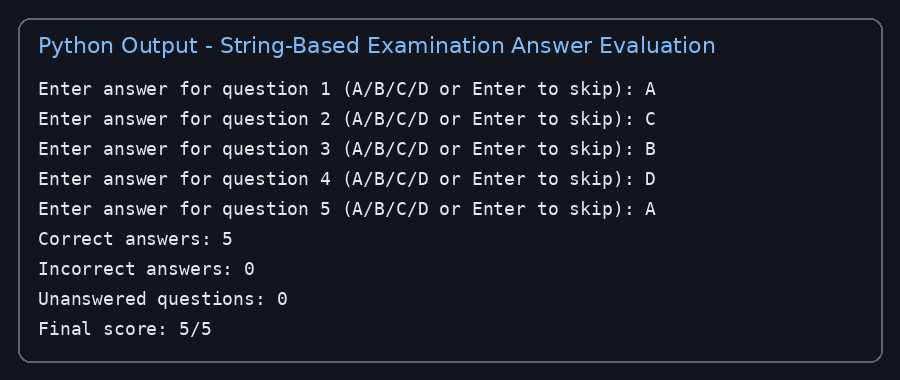 Python Output - String-Based Examination Answer Evaluation
Enter answer for question 1 (A/B/C/D or Enter to skip): A
Enter answer for question 2 (A/B/C/D or Enter to skip): C
Enter answer for question 3 (A/B/C/D or Enter to skip): B
Enter answer for question 4 (A/B/C/D or Enter to skip): D
Enter answer for question 5 (A/B/C/D or Enter to skip): A
Correct answers: 5
Incorrect answers: 0
Unanswered questions: 0
Final score: 5/5